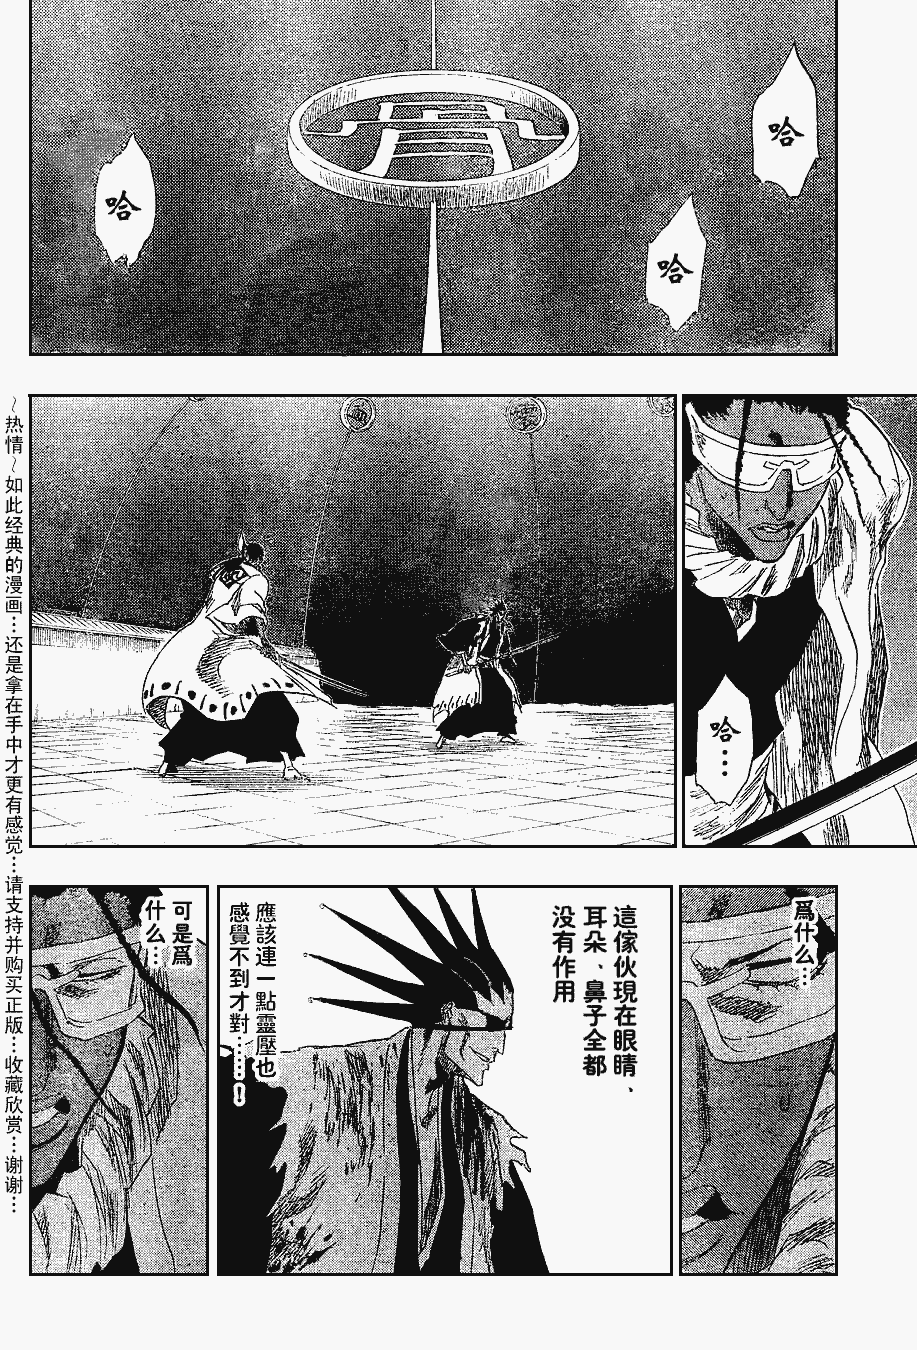 哈
哈
哈
哈…
爲什么…
這傢伙現在眼睛、
耳朵、鼻子全都
没有作用
應該連一點靈壓也
感覺不到才對……！
可是爲
什么…
～热情～如此经典的漫画…还是拿在手中才更有感觉…请支持并购买正版…收藏欣赏…谢谢…